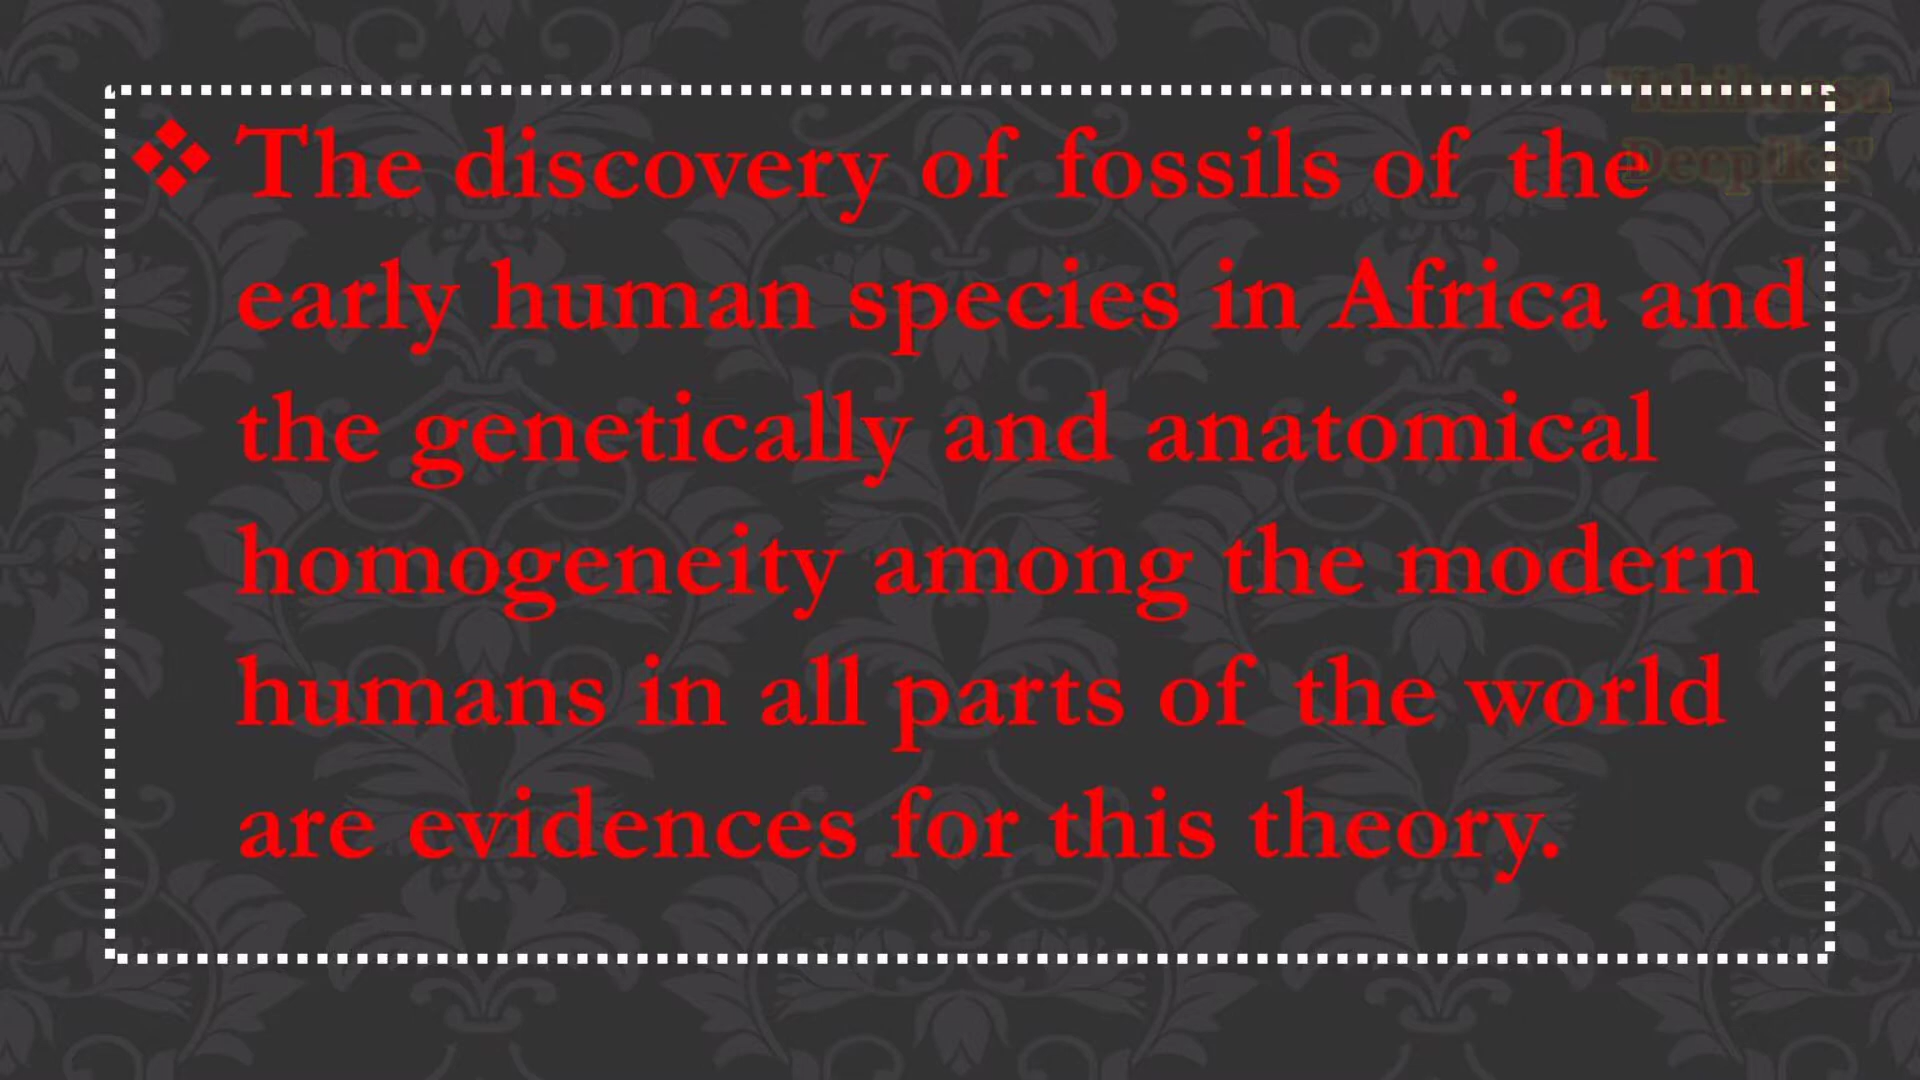 ❖ The discovery of fossils of the
early human species in Africa and
the genetically and anatomical
homogeneity among the modern
humans in all parts of the world
are evidences for this theory.
Deepika"